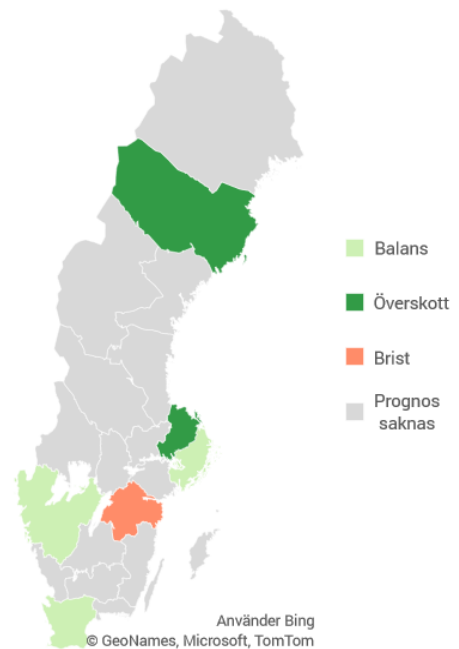 Balans
Överskott
Brist
Prognos
saknas
Använder Bing
© GeoNames, Microsoft, TomTom